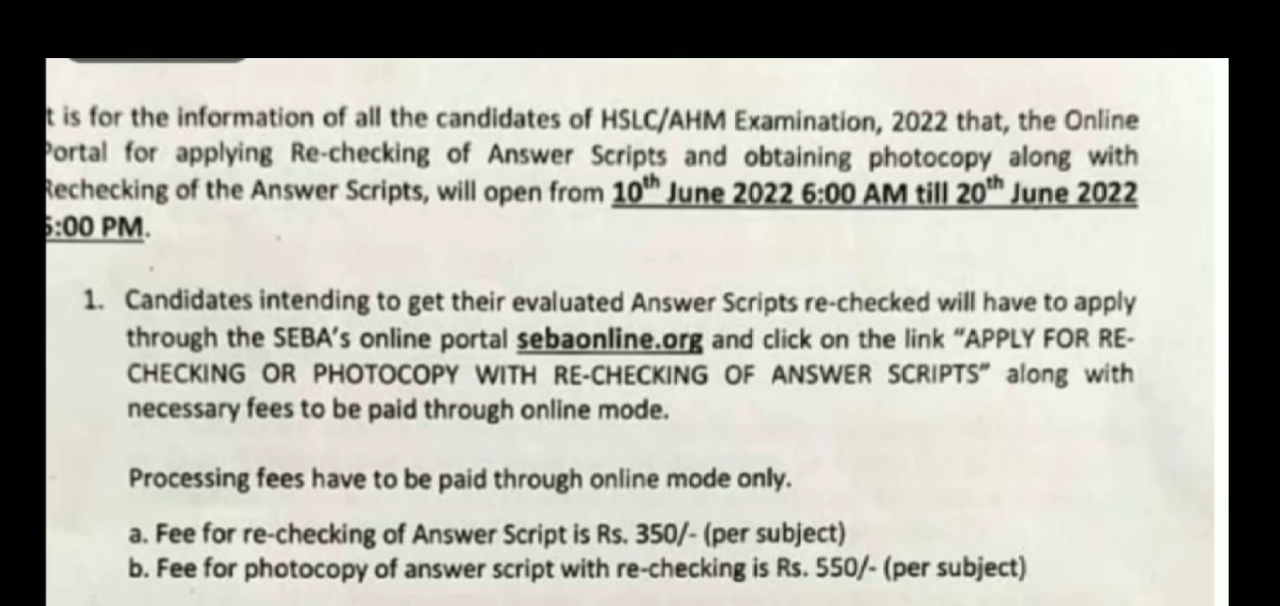 t is for the information of all the candidates of HSLC/AHM Examination, 2022 that, the Online
Portal for applying Re-checking of Answer Scripts and obtaining photocopy along with
Rechecking of the Answer Scripts, will open from 10th June 2022 6:00 AM till 20th June 2022
:00 PM.
1. Candidates intending to get their evaluated Answer Scripts re-checked will have to apply
through the SEBA's online portal sebaonline.org and click on the link "APPLY FOR RE-
CHECKING OR PHOTOCOPY WITH RE-CHECKING OF ANSWER SCRIPTS" along with
necessary fees to be paid through online mode.
Processing fees have to be paid through online mode only.
a. Fee for re-checking of Answer Script is Rs. 350/- (per subject)
b. Fee for photocopy of answer script with re-checking is Rs. 550/- (per subject)